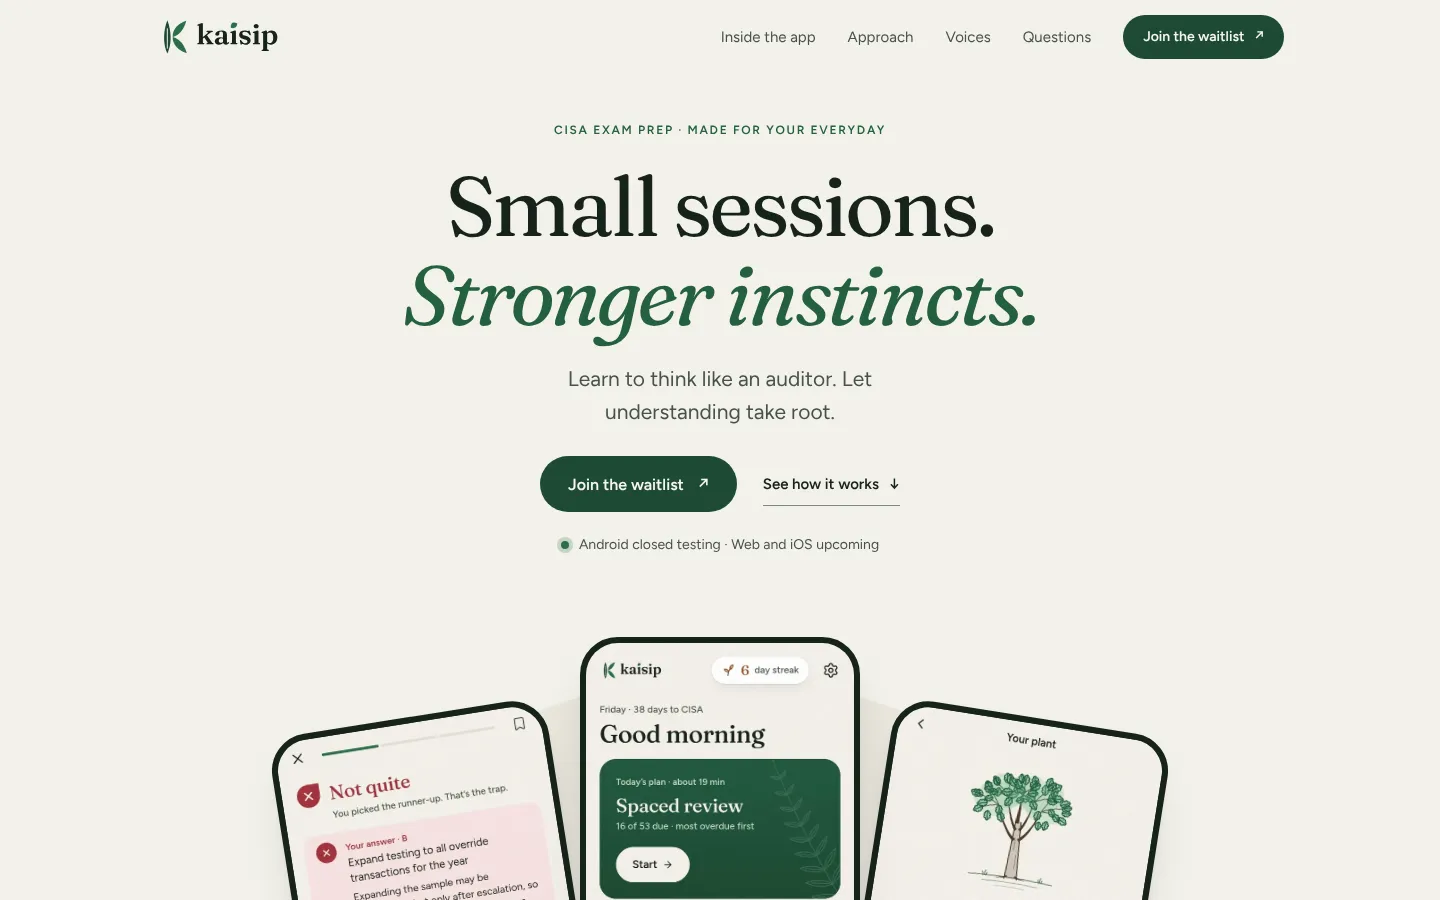 kaisip
Inside the app
Approach
Voices
Questions
Join the waitlist ↗
CISA EXAM PREP · MADE FOR YOUR EVERYDAY
Small sessions.
Stronger instincts.
Learn to think like an auditor. Let
understanding take root.
Join the waitlist ↗
See how it works ↓
Android closed testing · Web and iOS upcoming
Not quite
You picked the runner-up. That's the trap.
Your answer · B
Expand testing to all override
transactions for the year
Expanding the sample may be
only after escalation, so
kaisip
6 day streak
Friday · 38 days to CISA
Good morning
Today's plan · about 19 min
Spaced review
16 of 53 due · most overdue first
Start →
Your plant